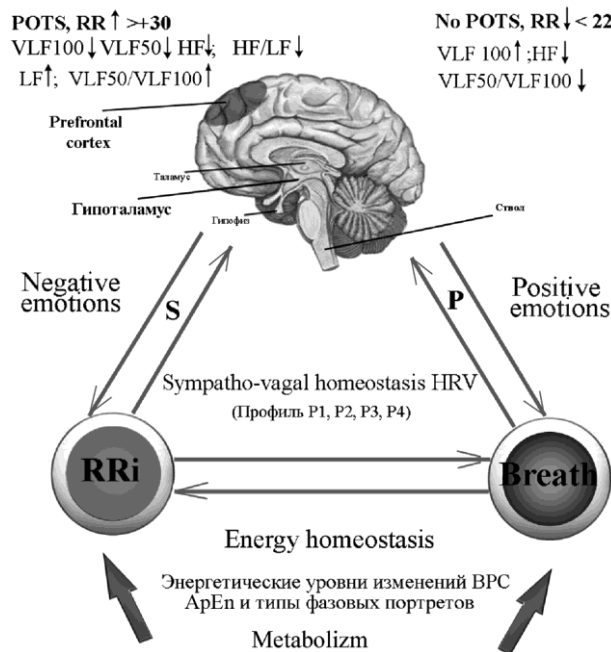 POTS, RR↑ >+30
VLF100↓ VLF50↓ HF↓; HF/LF↓
LF↑; VLF50/VLF100↑
No POTS, RR↓ < 22
VLF 100↑ ;HF↓
VLF50/VLF100 ↓
Prefrontal
cortex
Таламус
Гипоталамус
Гипофиз
Ствол
Negative
emotions
S
P
Positive
emotions
Sympatho-vagal homeostasis HRV
(Профиль P1, P2, P3, P4)
RRi
Breath
Energy homeostasis
Энергетические уровни изменений ВРС
ApEn и типы фазовых портретов
Metabolizm